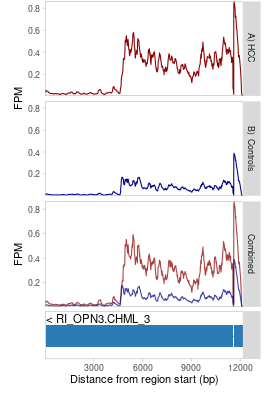 0.8
0.6
0.4
0.2
FPM
A) HCC
0.8
0.6
0.4
0.2
B) Controls
0.8
0.6
0.4
0.2
FPM
Combined
< RI_OPN3.CHML_3
3000 6000 9000 12000
Distance from region start (bp)